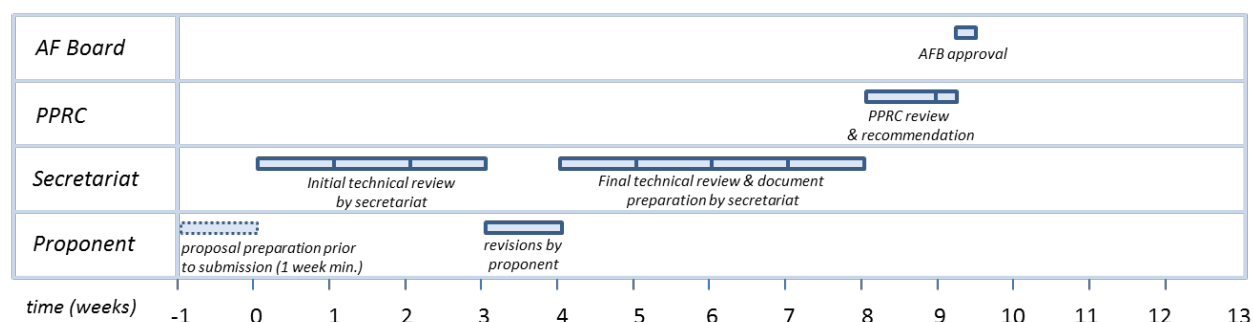 AF Board
AFB approval
PPRC
PPRC review
& recommendation
Secretariat
Initial technical review
by secretariat
Final technical review & document
preparation by secretariat
Proponent
proposal preparation prior
to submission (1 week min.)
revisions by
proponent
time (weeks)
-1 0 1 2 3 4 5 6 7 8 9 10 11 12 13